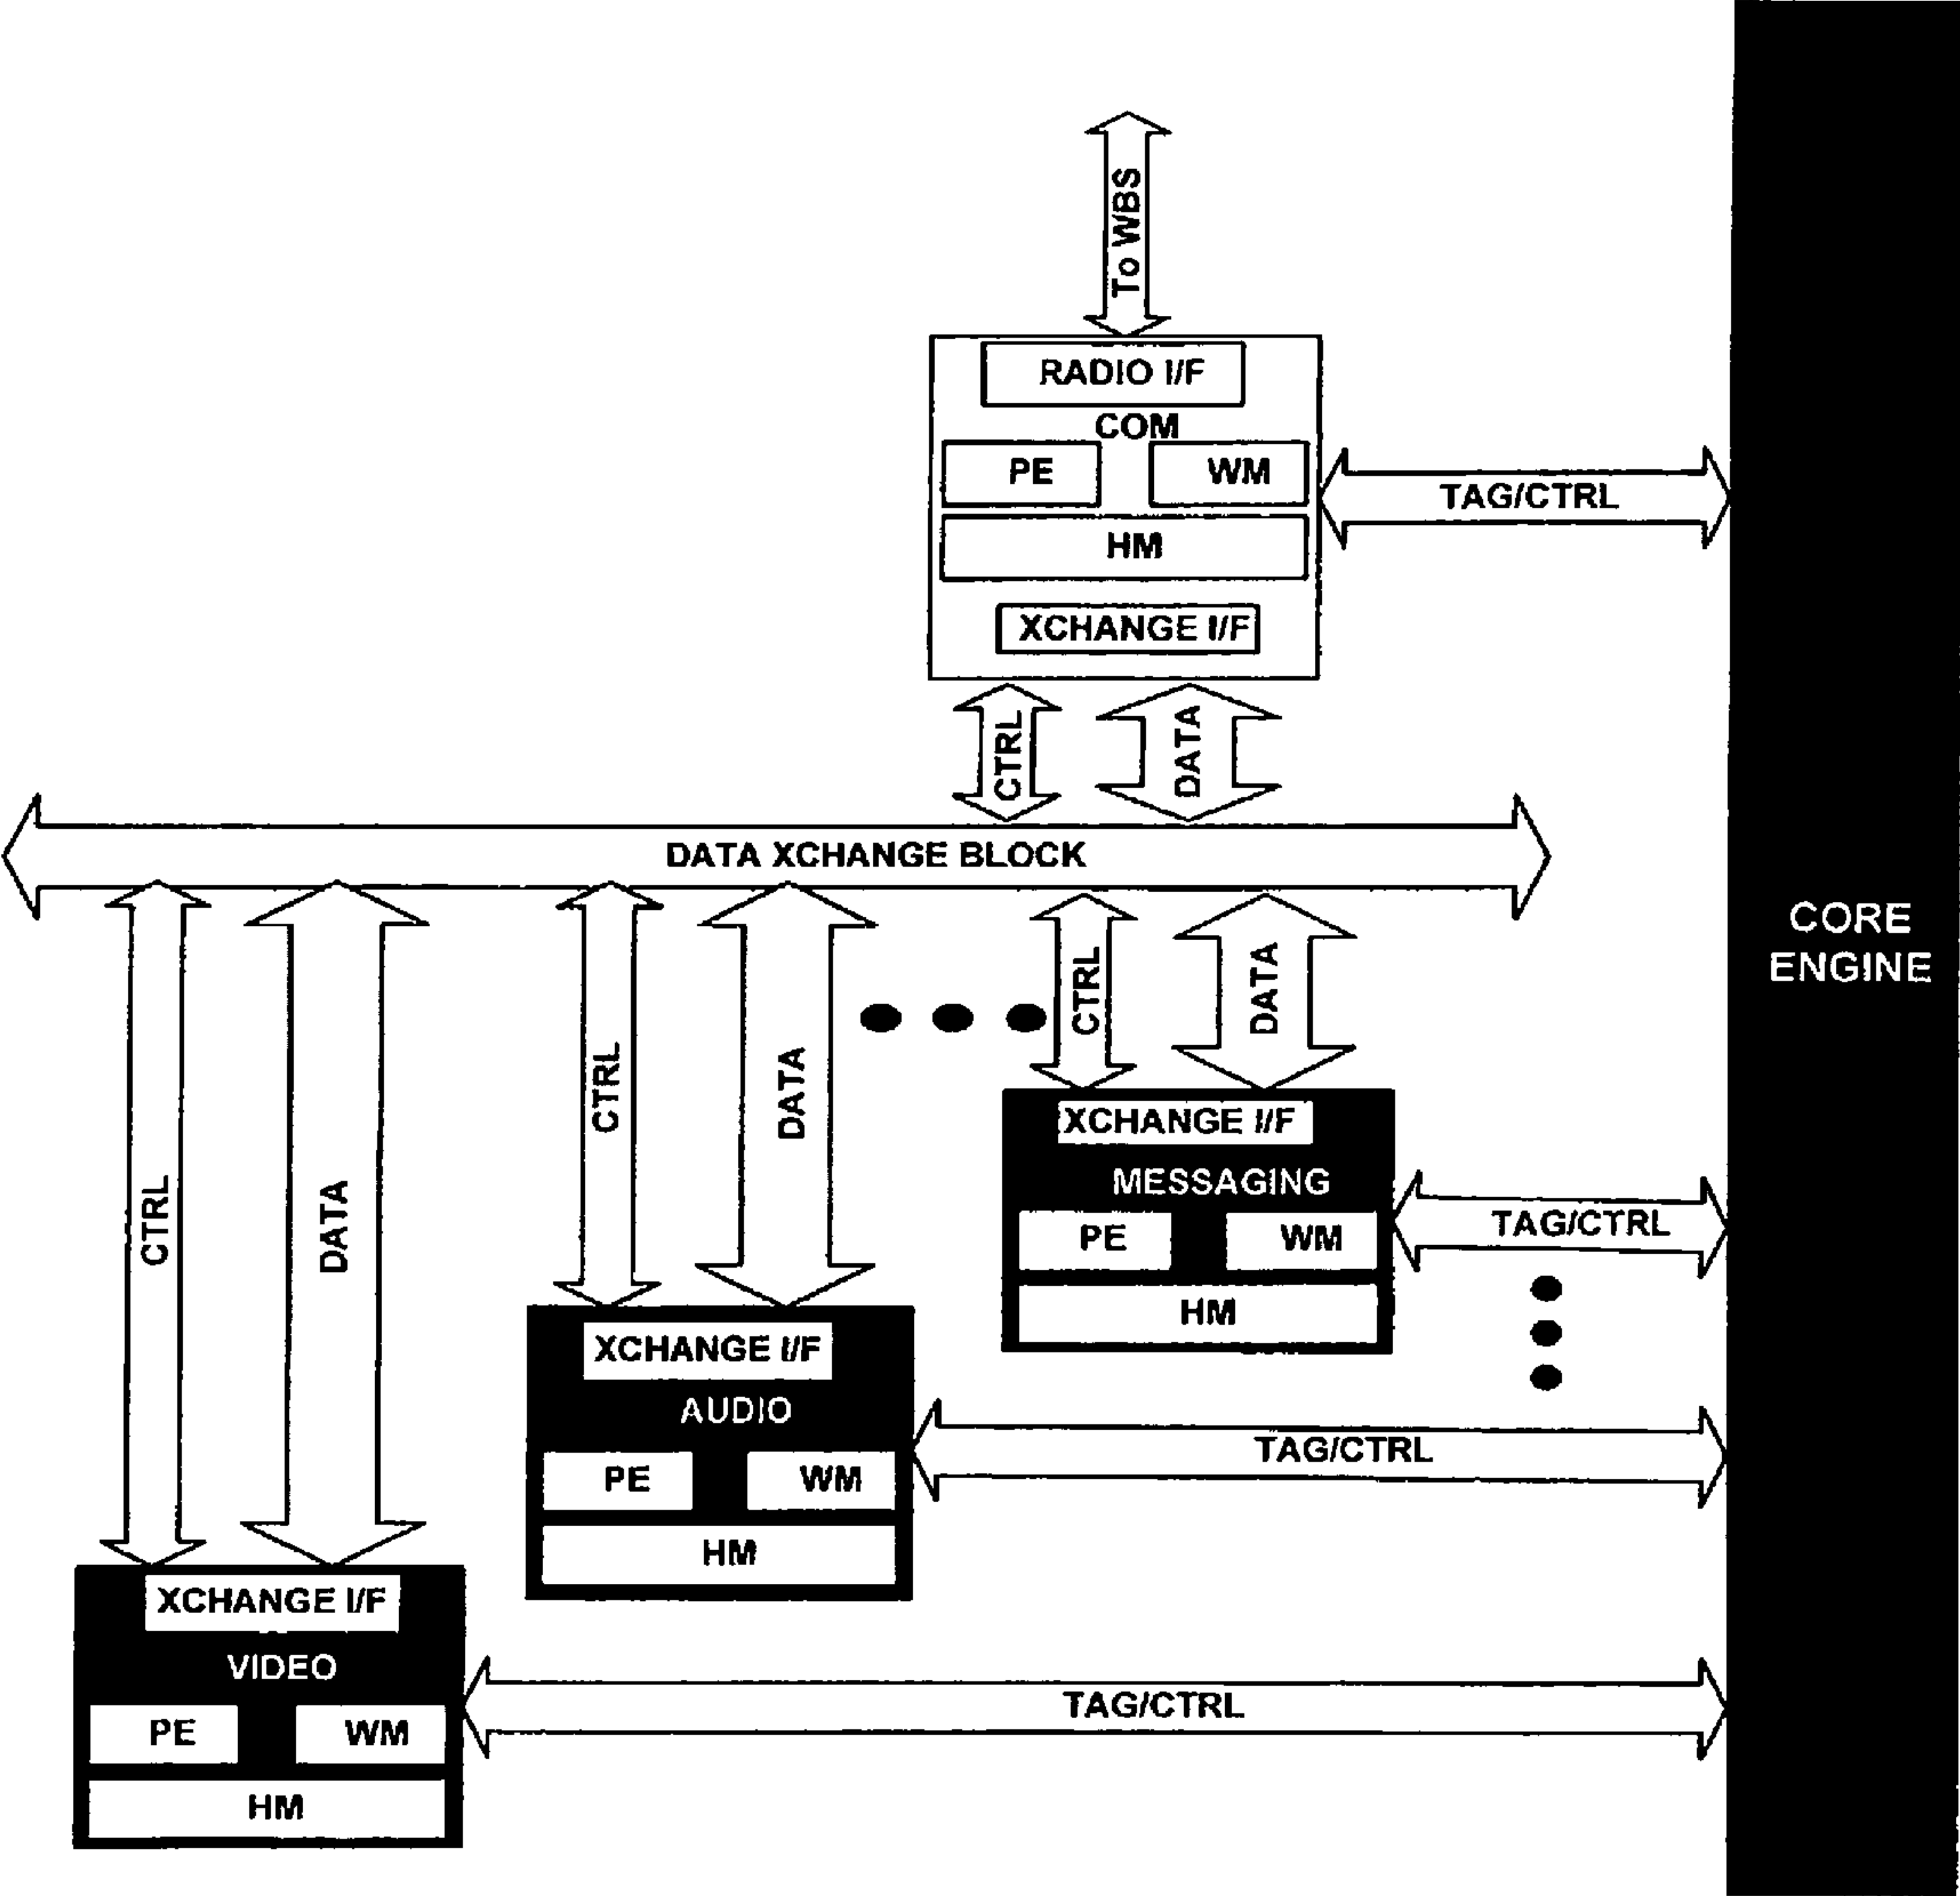 To WBS
RADIO I/F
COM
PE
WM
HM
XCHANGE I/F
TAG/CTRL
CTRL
DATA
DATA XCHANGE BLOCK
CORE
ENGINE
CTRL
DATA
CTRL
DATA
CTRL
DATA
XCHANGE I/F
MESSAGING
PE
WM
HM
TAG/CTRL
XCHANGE I/F
AUDIO
PE
WM
HM
TAG/CTRL
XCHANGE I/F
VIDEO
PE
WM
HM
TAG/CTRL